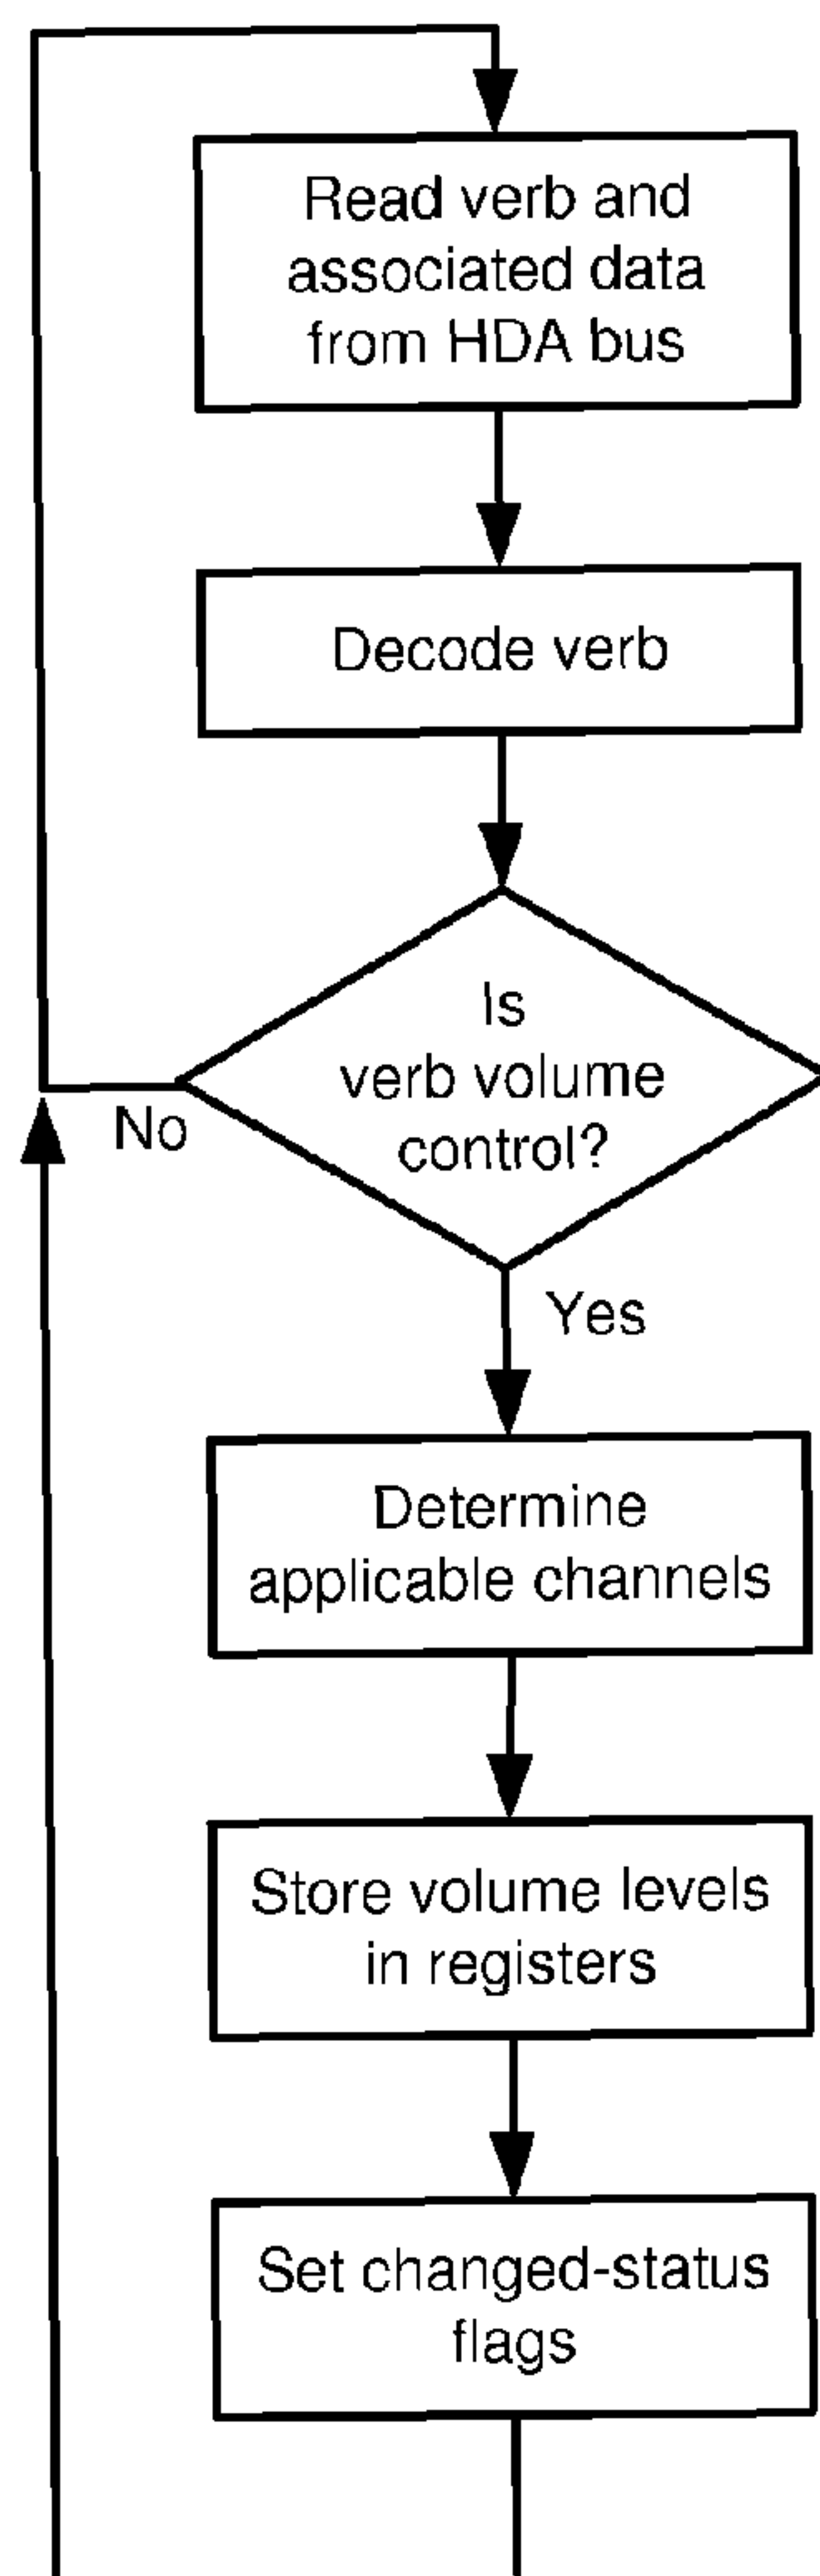 Read verb and
associated data
from HDA bus
Decode verb
Is
verb volume
control?
No
Yes
Determine
applicable channels
Store volume levels
in registers
Set changed-status
flags